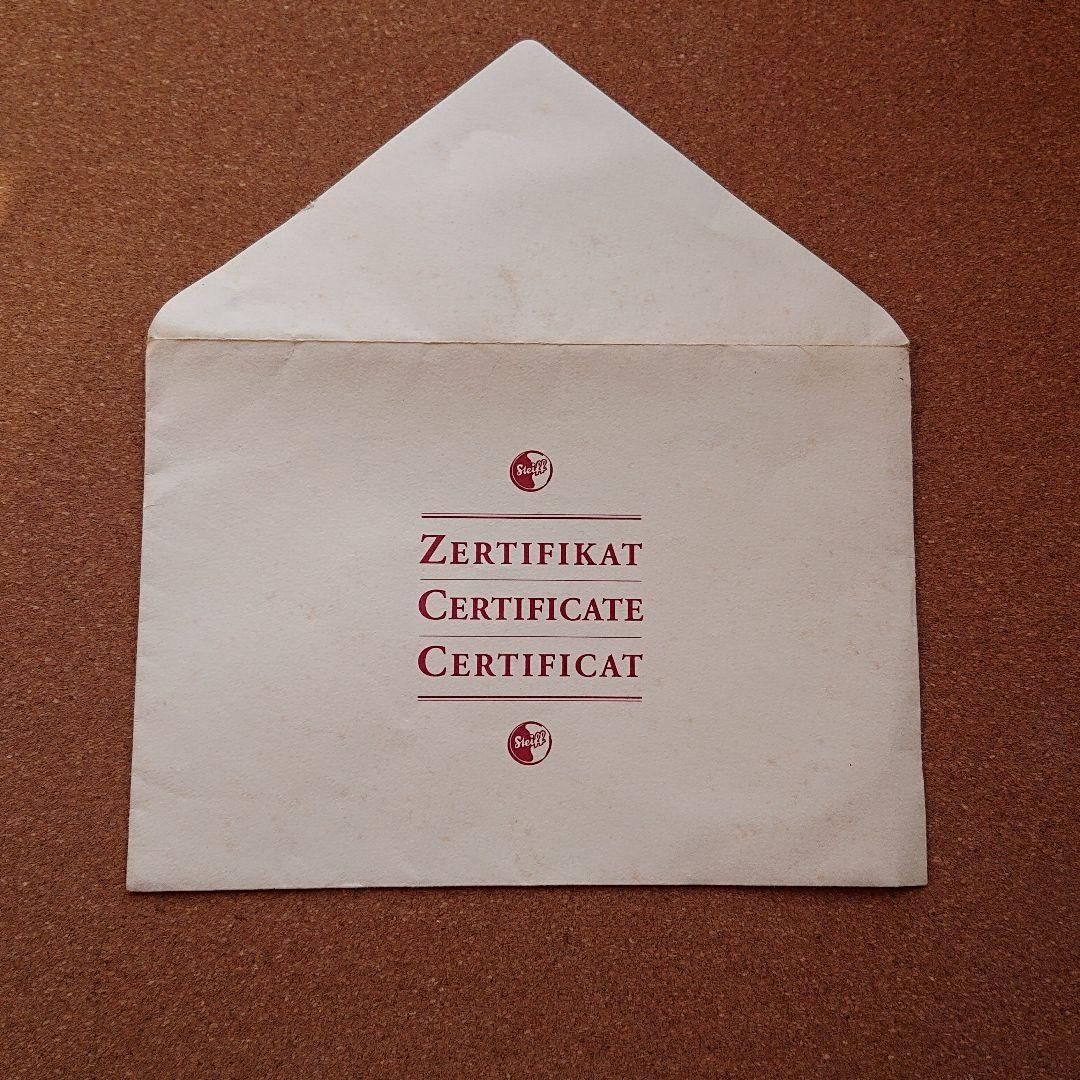 Steiff
ZERTIFIKAT
CERTIFICATE
CERTIFICAT
Steiff